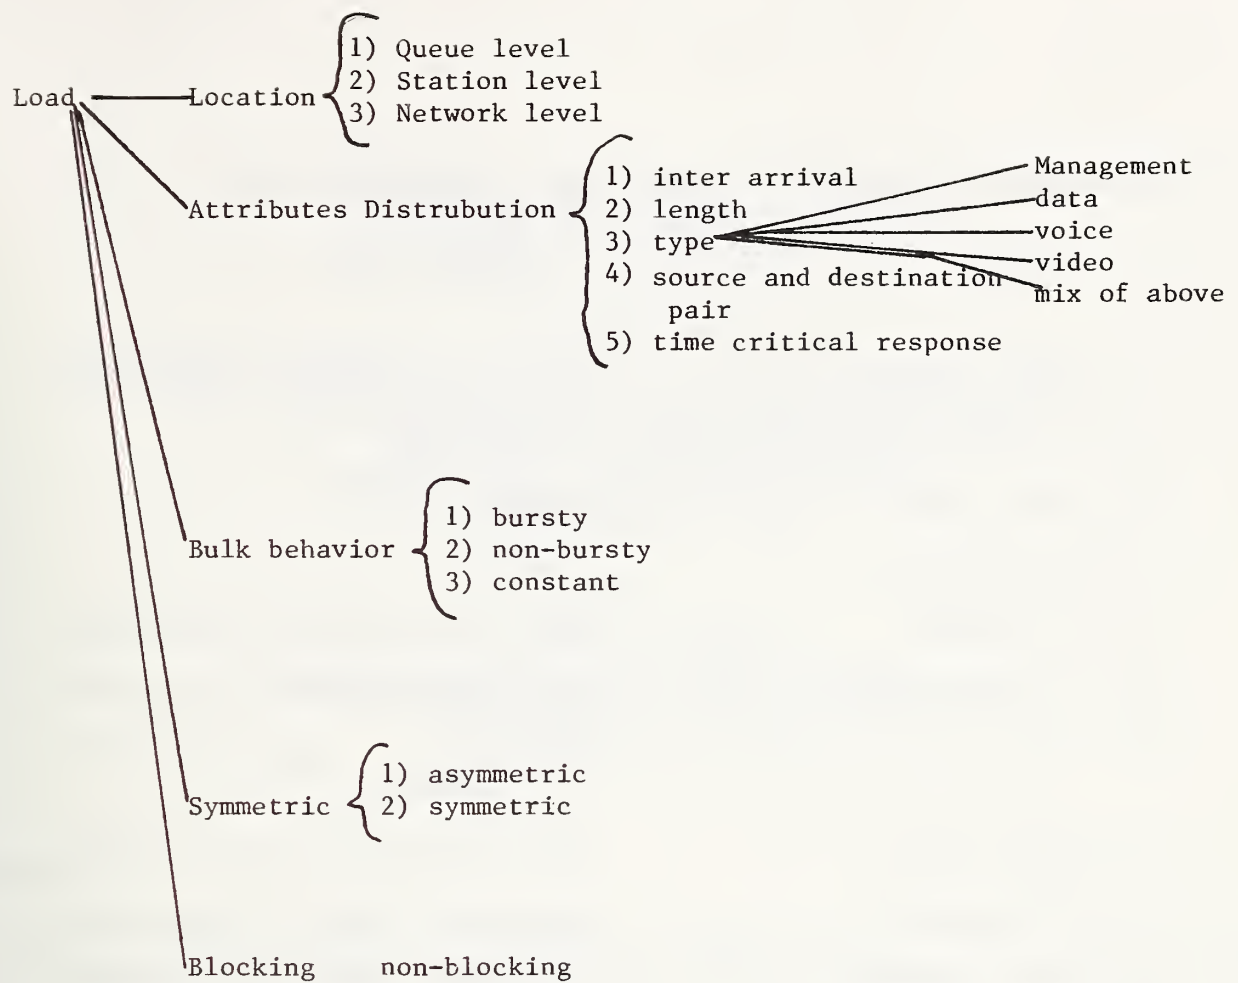 Load Location
1) Queue level
2) Station level
3) Network level
Attributes Distrubution
1) inter arrival
2) length
3) type
4) source and destination
pair
5) time critical response
Management
data
voice
video
mix of above
Bulk behavior
1) bursty
2) non-bursty
3) constant
Symmetric
1) asymmetric
2) symmetric
Blocking non-blocking